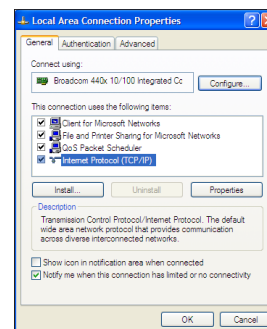 Local Area Connection Properties
General Authentication Advanced
Connect using:
Broadcom 440x 10/100 Integrated Cc Configure...
This connection uses the following items:
Client for Microsoft Networks
File and Printer Sharing for Microsoft Networks
QoS Packet Scheduler
Internet Protocol (TCP/IP)
Install... Uninstall Properties
Description
Transmission Control Protocol/Internet Protocol. The default
wide area network protocol that provides communication
across diverse interconnected networks.
Show icon in notification area when connected
Notify me when this connection has limited or no connectivity
OK Cancel